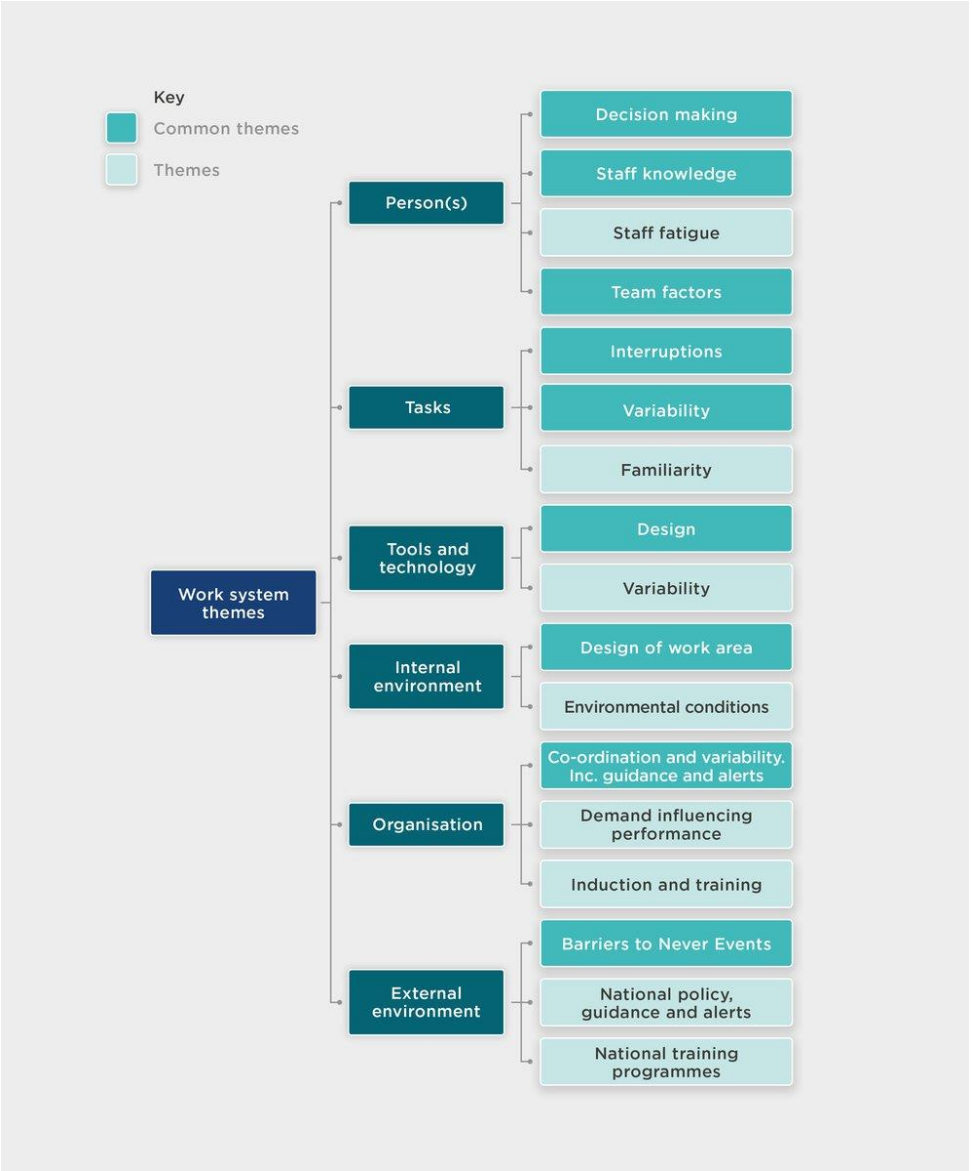 Key
Common themes
Themes
Work system
themes
Person(s)
Decision making
Staff knowledge
Staff fatigue
Team factors
Tasks
Interruptions
Variability
Familiarity
Tools and
technology
Design
Variability
Internal
environment
Design of work area
Environmental conditions
Organisation
Co-ordination and variability.
Inc. guidance and alerts
Demand influencing
performance
Induction and training
External
environment
Barriers to Never Events
National policy,
guidance and alerts
National training
programmes